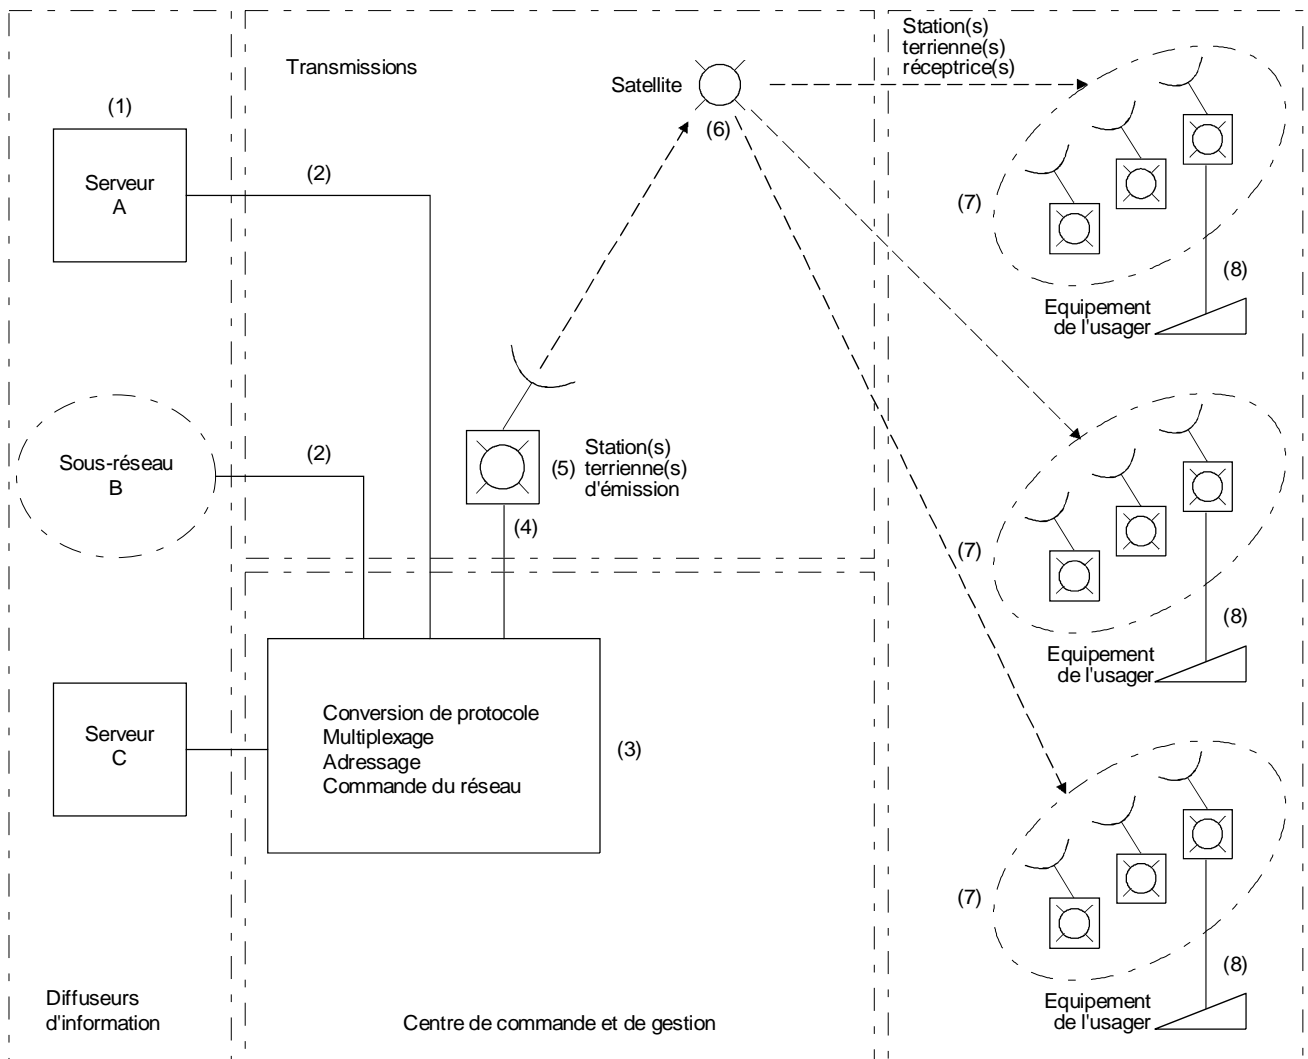 Transmissions
Station(s)
terrienne(s)
réceptrice(s)
Satellite
(6)
(1)
Serveur
A
(2)
(7)
(8)
Equipement
de l'usager
Sous-réseau
B
(2)
(5)
Station(s)
terrienne(s)
d'émission
(4)
(7)
(8)
Equipement
de l'usager
Serveur
C
Conversion de protocole
Multiplexage
Adressage
Commande du réseau
(3)
(7)
(8)
Equipement
de l'usager
Diffuseurs
d'information
Centre de commande et de gestion